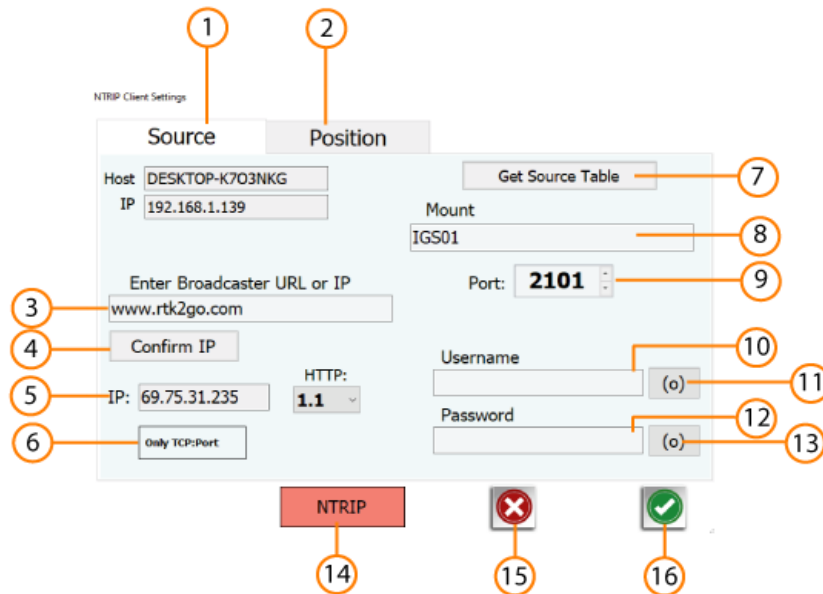 1
2
NTRIP Client Settings
Source
Position
Host
DESKTOP-K7O3NKG
Get Source Table
7
IP
192.168.1.139
Mount
IGS01
8
Enter Broadcaster URL or IP
Port:
2101
9
3
www.rtk2go.com
4
Confirm IP
Username
10
HTTP:
(o)
11
5
IP:
69.75.31.235
1.1
Password
12
6
Only TCP:Port
(o)
13
NTRIP
14
15
16